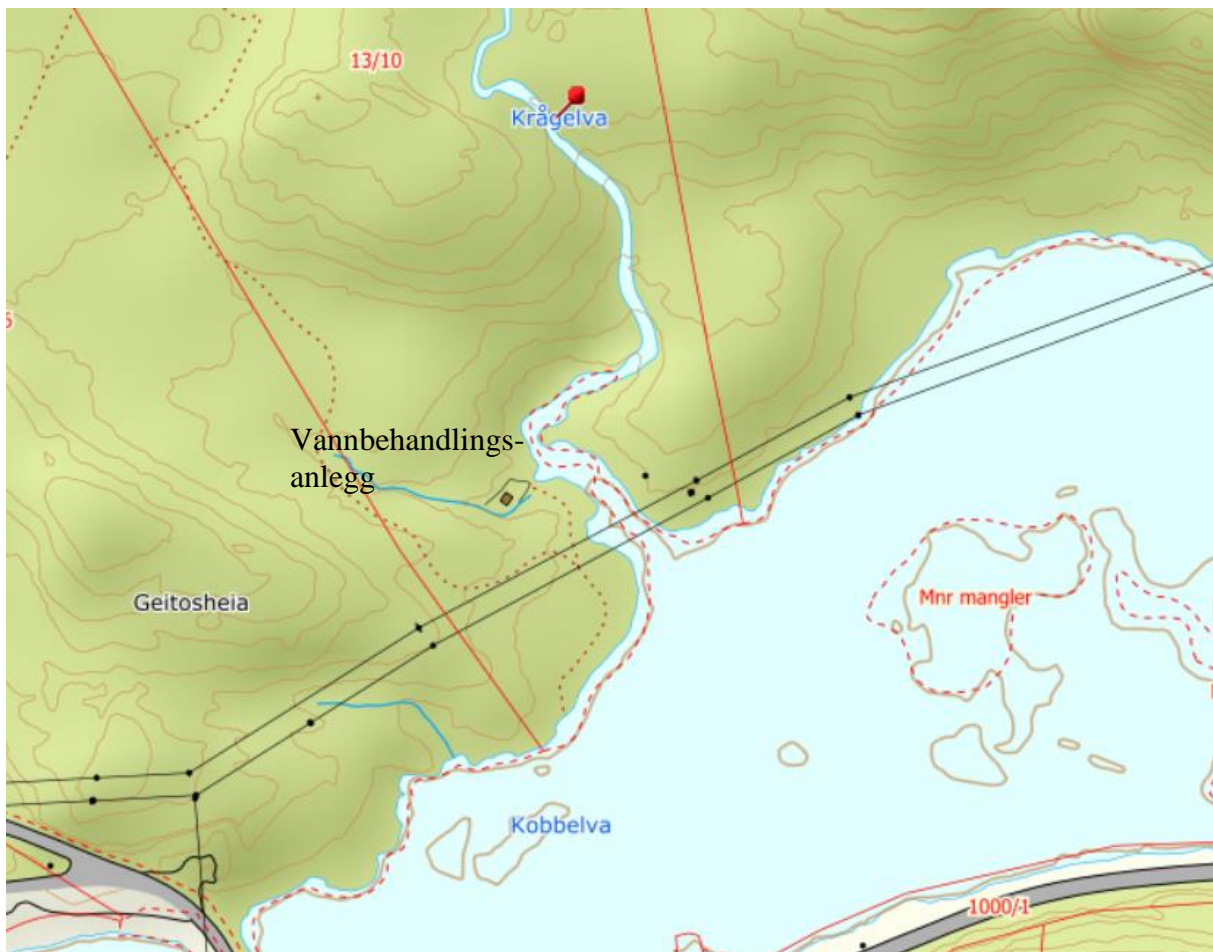 13/10
Krågelva
Vannbehandlings-
anlegg
Geitosheia
Mnr mangler
Kobbelva
1000/1